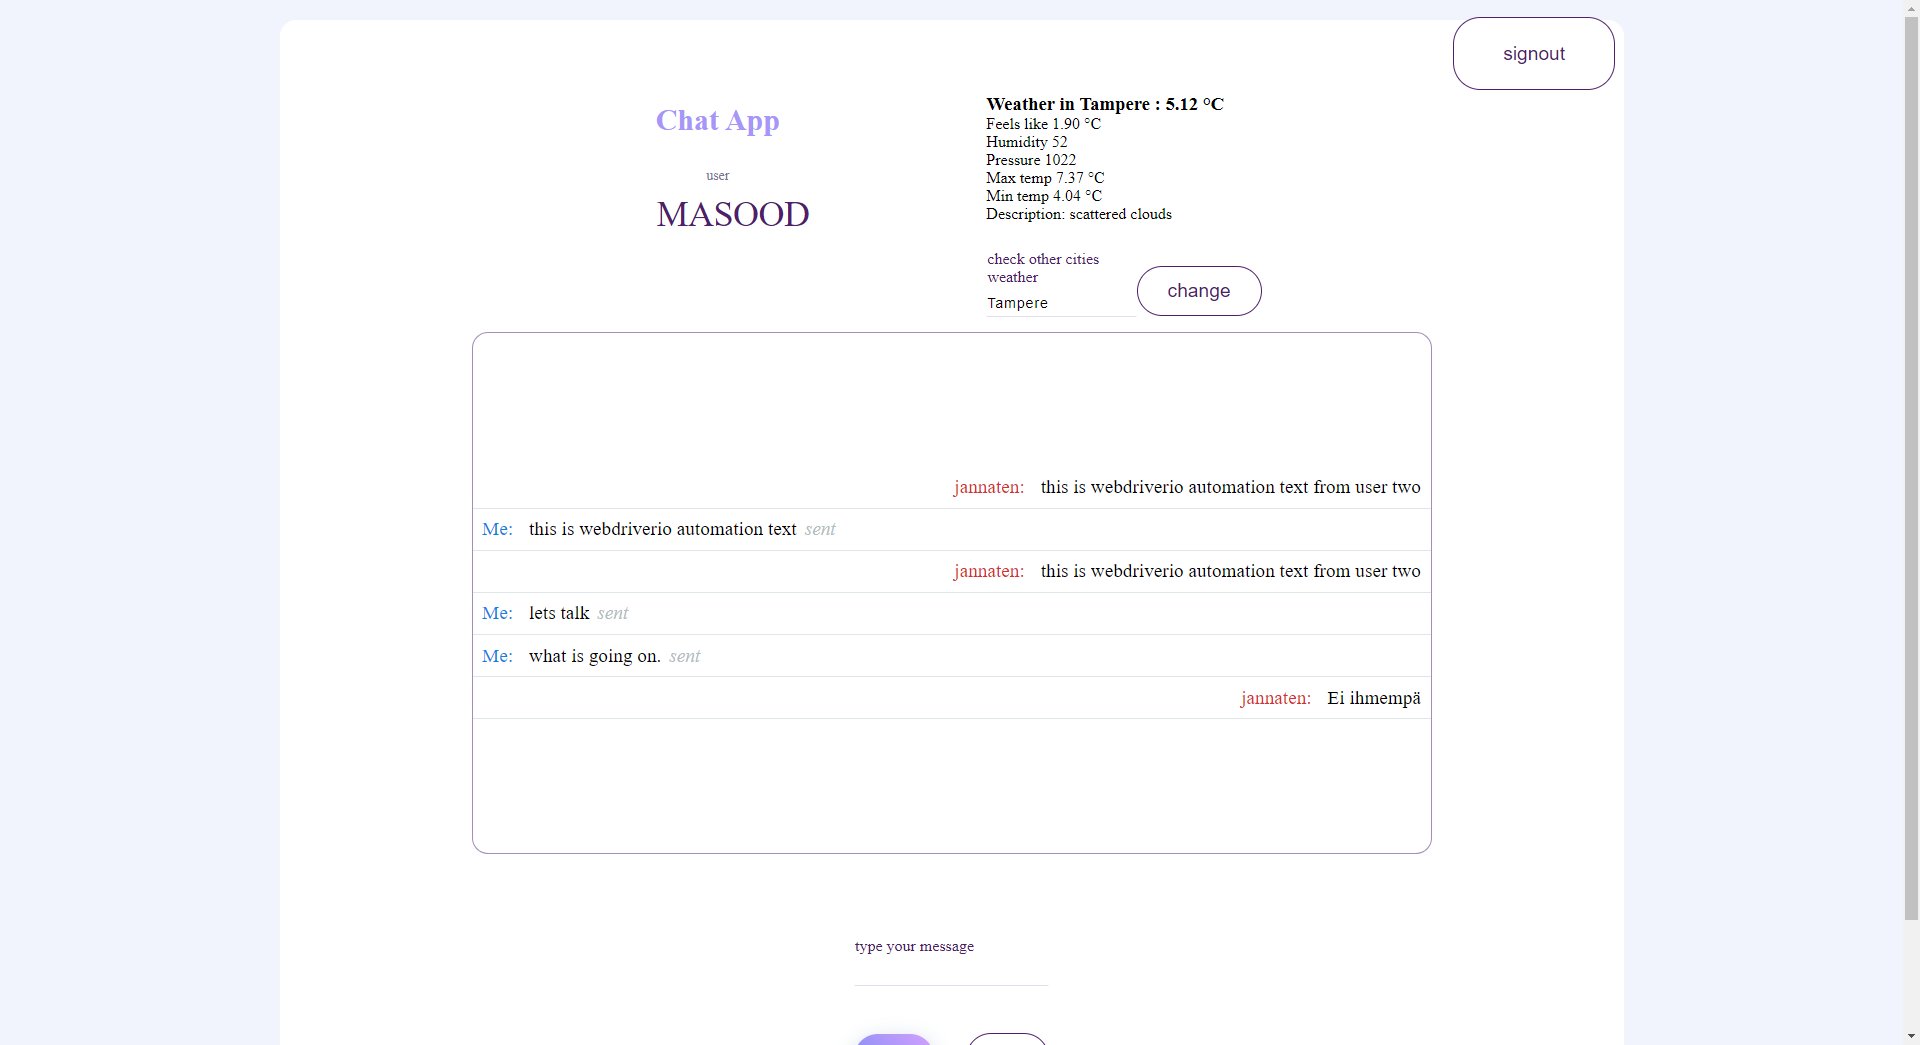 signout
Chat App
user
MASOOD
Weather in Tampere : 5.12 °C
Feels like 1.90 °C
Humidity 52
Pressure 1022
Max temp 7.37 °C
Min temp 4.04 °C
Description: scattered clouds
check other cities
weather
Tampere
change
jannaten: this is webdriverio automation text from user two
Me: this is webdriverio automation text sent
jannaten: this is webdriverio automation text from user two
Me: lets talk sent
Me: what is going on. sent
jannaten: Ei ihmempä
type your message